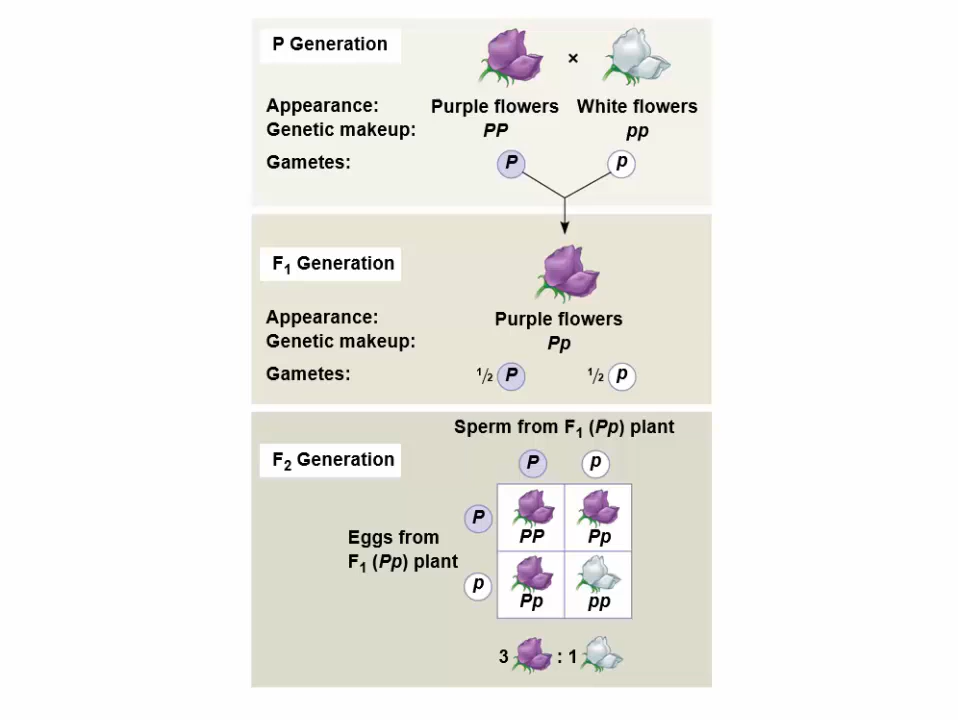 P Generation
×
Appearance: Purple flowers White flowers
Genetic makeup: PP pp
Gametes: P p
F1 Generation
Appearance: Purple flowers
Genetic makeup: Pp
Gametes: 1/2 P 1/2 p
Sperm from F1 (Pp) plant
F2 Generation
P p
P
PP Pp
Eggs from
F1 (Pp) plant
p
Pp pp
3 : 1